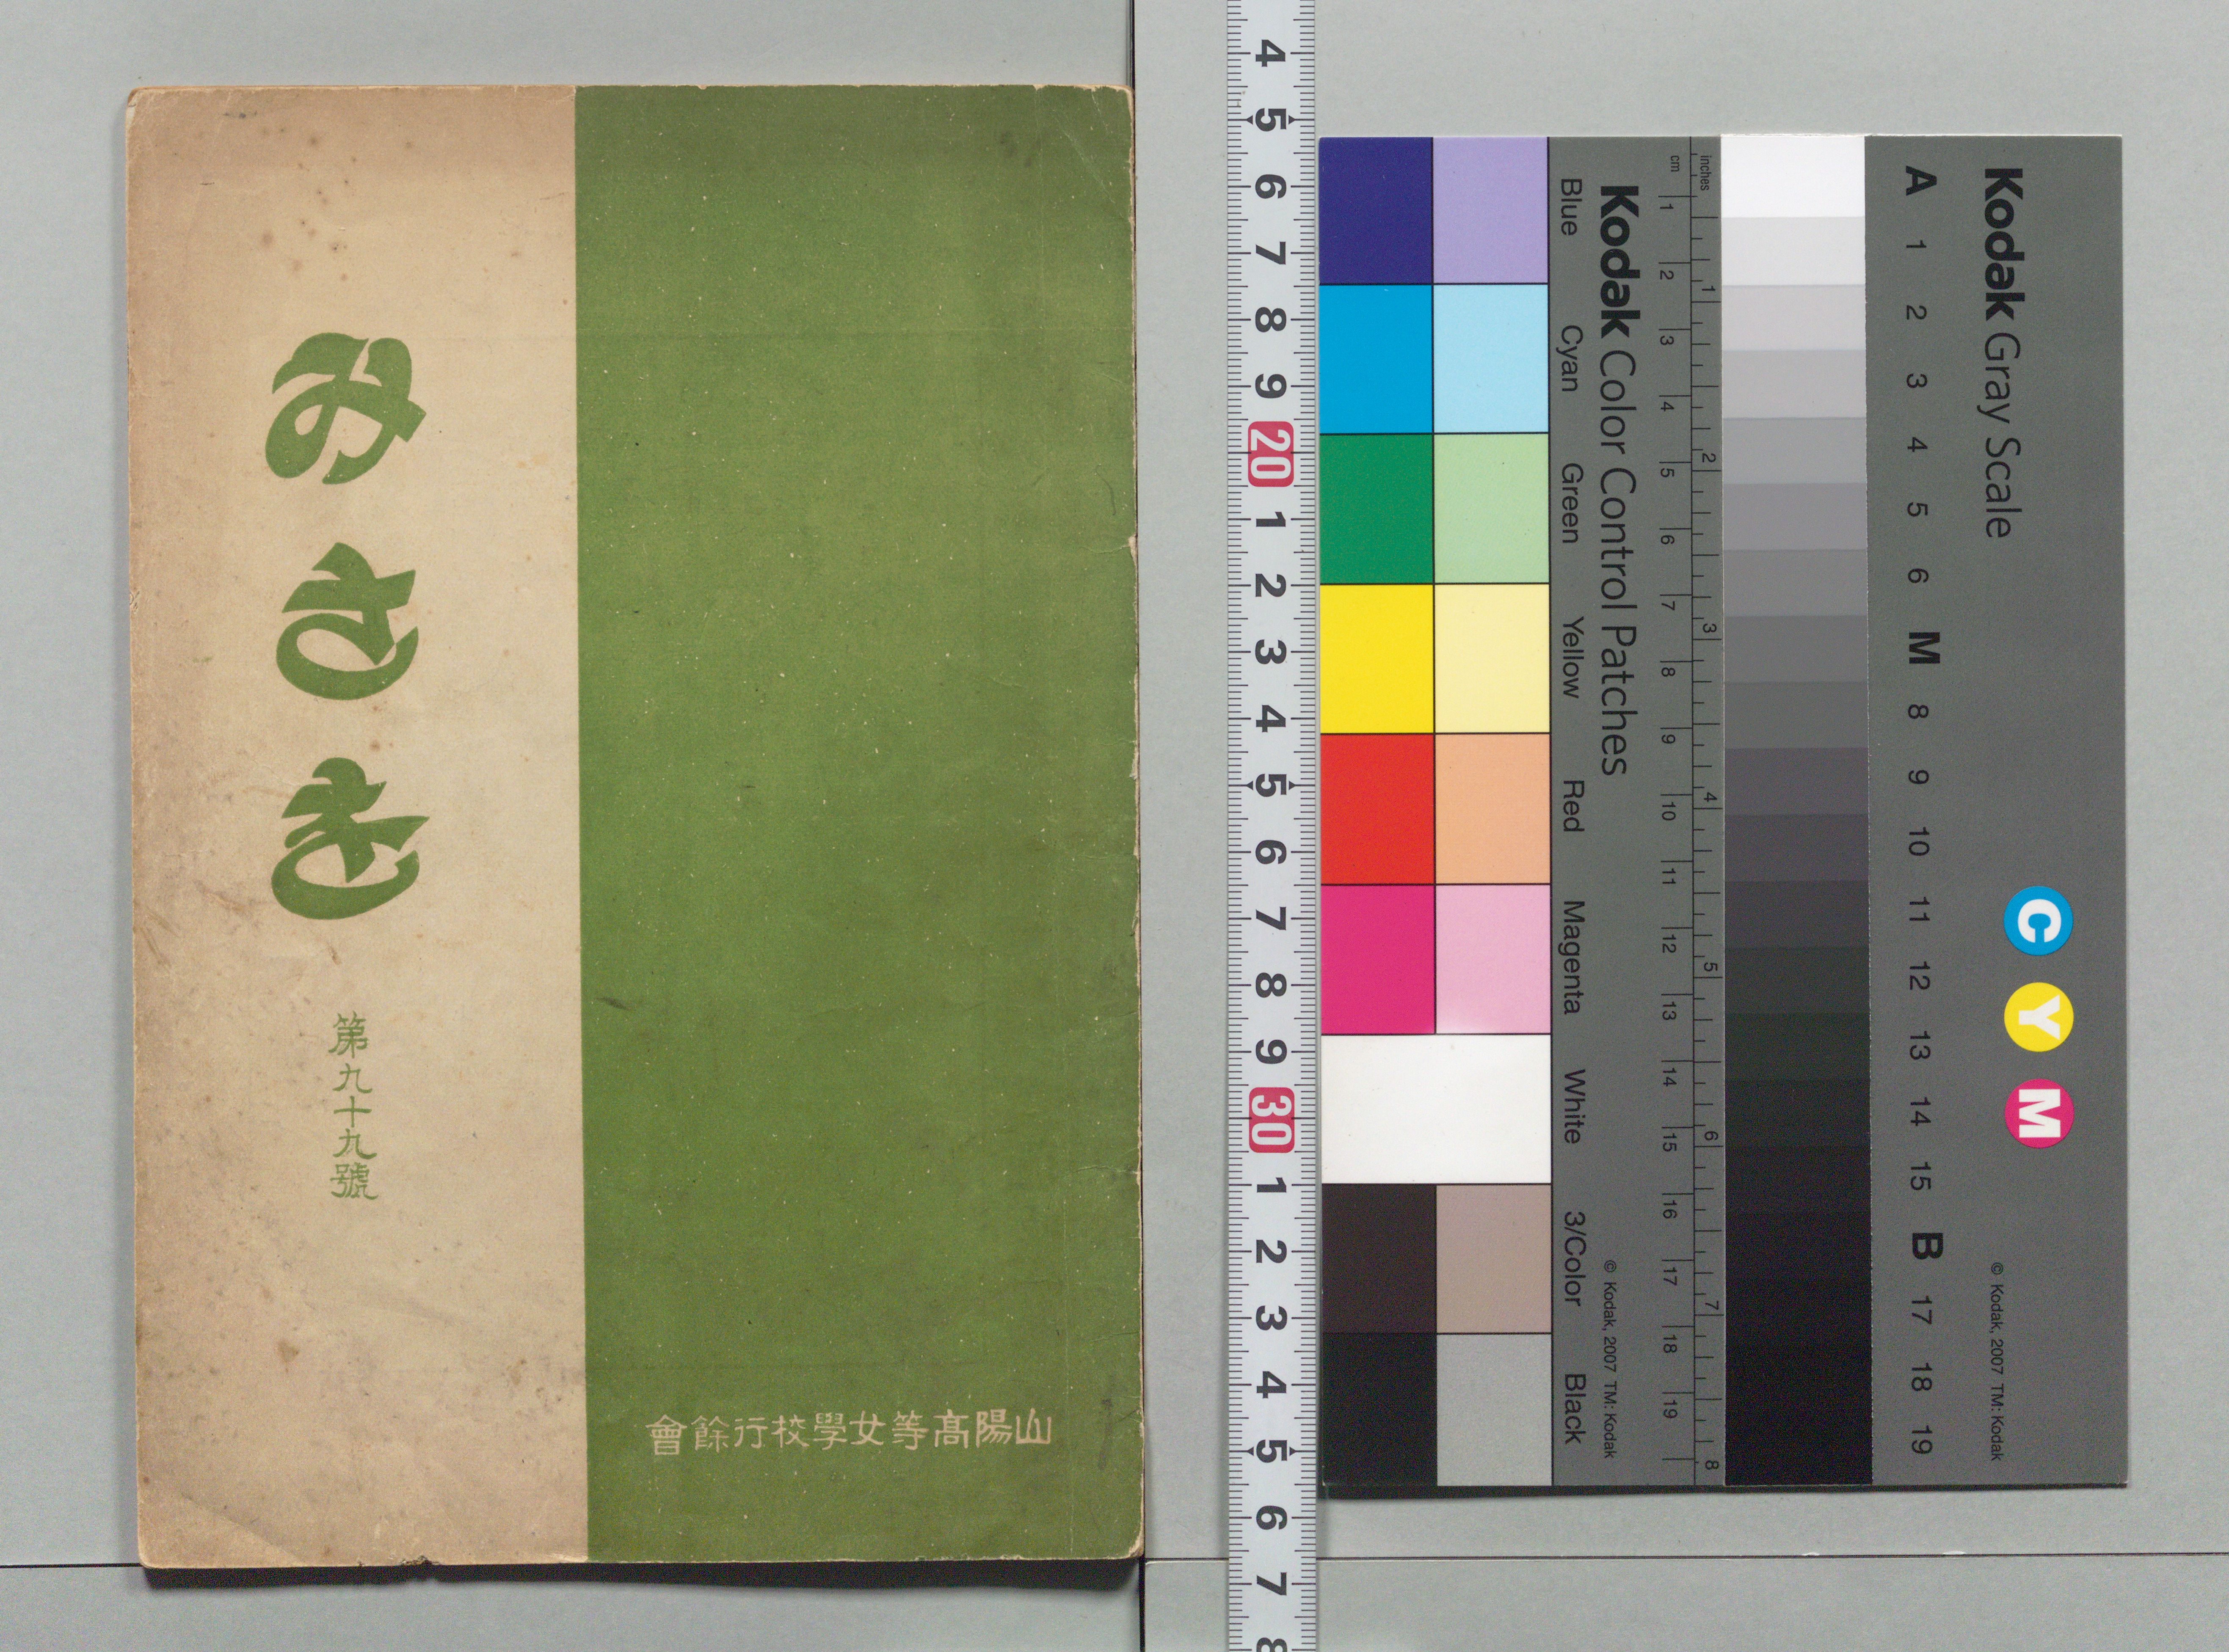 みさを
第九十九號
山陽高等女學校行餘會
4 5 6 7 8 9 20 1 2 3 4 5 6 7 8 9 30 1 2 3 4 5 6 7 8
Blue Cyan Green Yellow Red Magenta White 3/Color Black
Kodak Color Control Patches
© Kodak, 2007 TM: Kodak
cm 1 2 3 4 5 6 7 8 9 10 11 12 13 14 15 16 17 18 19
inches 1 2 3 4 5 6 7 8
A 1 2 3 4 5 6 M 8 9 10 11 12 13 14 15 B 17 18 19
Kodak Gray Scale
© Kodak, 2007 TM: Kodak
C Y M